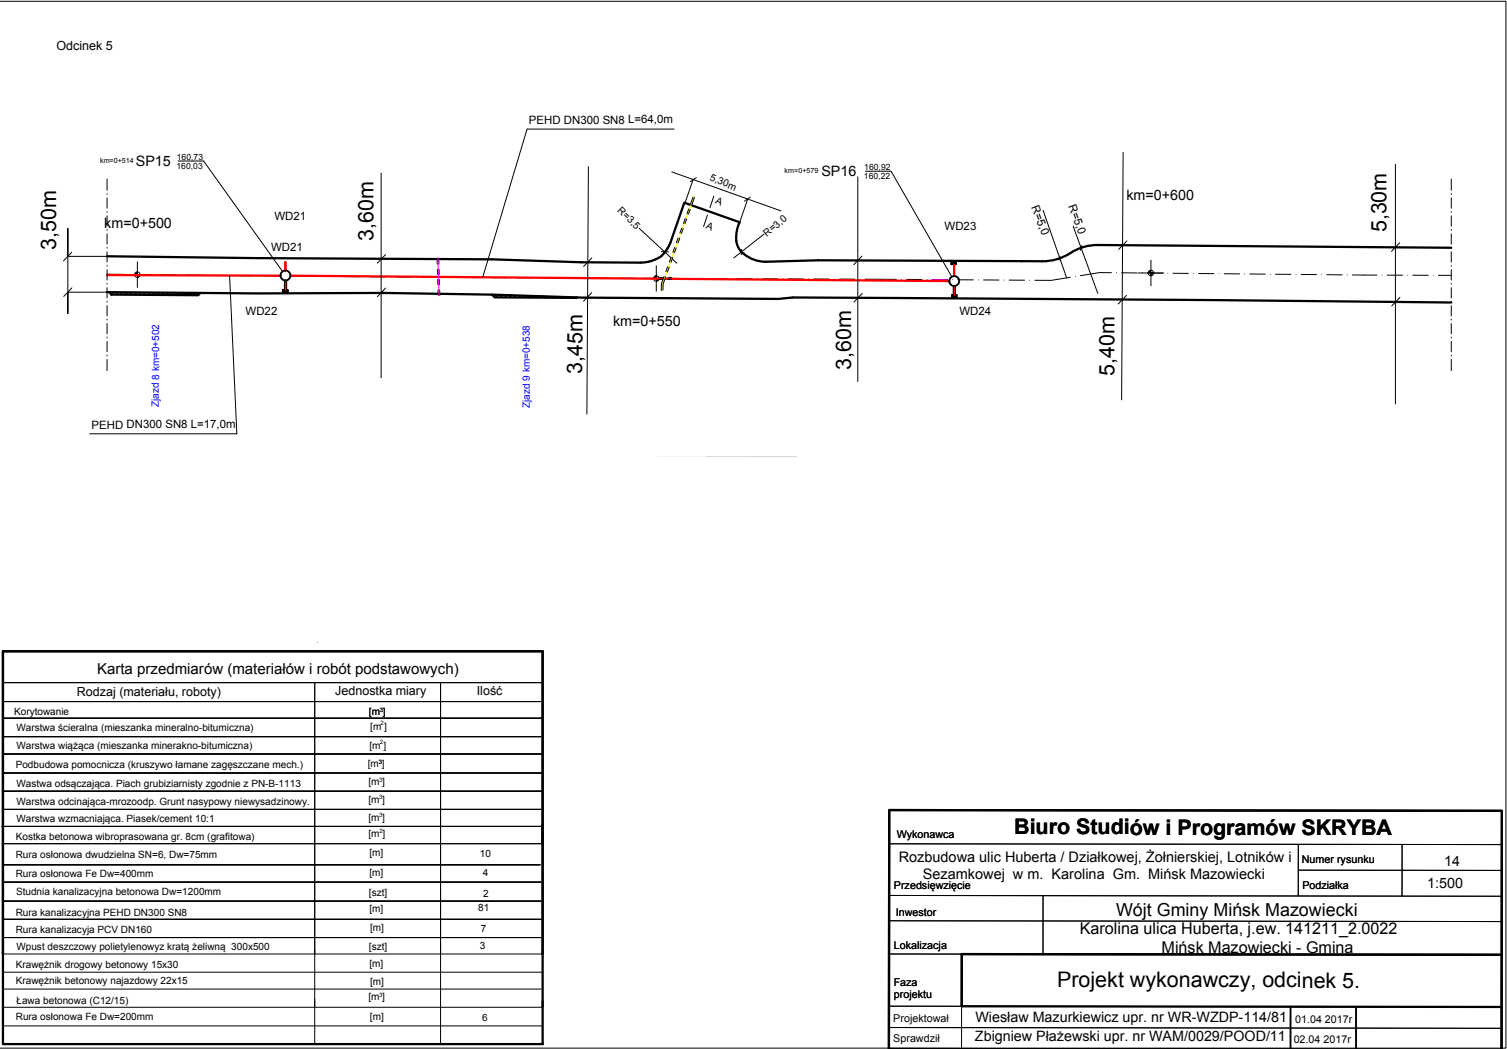 Odcinek 5
PEHD DN300 SN8 L=64,0m
km=0+514 SP15 160,73
160,03
km=0+579 SP16 160,92
160,22
5,30m
A
A
R=3,5
R=3,0
R=5,0
R=5,0
3,50m
km=0+500
WD21
WD21
3,60m
WD23
km=0+600
5,30m
WD22
km=0+550
WD24
3,45m
3,60m
5,40m
Zjazd 8 km=0+502
Zjazd 9 km=0+538
PEHD DN300 SN8 L=17,0m
Karta przedmiarów (materiałów i robót podstawowych)
Rodzaj (materiału, roboty) Jednostka miary Ilość
Korytowanie [m³]
Warstwa ścieralna (mieszanka mineralno-bitumiczna) [m²]
Warstwa wiążąca (mieszanka minerakno-bitumiczna) [m²]
Podbudowa pomocnicza (kruszywo łamane zagęszczane mech.) [m³]
Wastwa odsączająca. Piach grubiziarnisty zgodnie z PN-B-1113 [m³]
Warstwa odcinająca-mrozoodp. Grunt nasypowy niewysadzinowy. [m³]
Warstwa wzmacniająca. Piasek/cement 10:1 [m³]
Kostka betonowa wibroprasowana gr. 8cm (grafitowa) [m²]
Rura osłonowa dwudzielna SN=6, Dw=75mm [m] 10
Rura osłonowa Fe Dw=400mm [m] 4
Studnia kanalizacyjna betonowa Dw=1200mm [szt] 2
Rura kanalizacyjna PEHD DN300 SN8 [m] 81
Rura kanalizacyja PCV DN160 [m] 7
Wpust deszczowy polietylenowyz kratą żeliwną 300x500 [szt] 3
Krawężnik drogowy betonowy 15x30 [m]
Krawężnik betonowy najazdowy 22x15 [m]
Ława betonowa (C12/15) [m³]
Rura osłonowa Fe Dw=200mm [m] 6
Wykonawca Biuro Studiów i Programów SKRYBA
Rozbudowa ulic Huberta / Działkowej, Żołnierskiej, Lotników i
Sezamkowej w m. Karolina Gm. Mińsk Mazowiecki
Przedsięwzięcie
Numer rysunku 14
Podziałka 1:500
Inwestor Wójt Gminy Mińsk Mazowiecki
Lokalizacja Karolina ulica Huberta, j.ew. 141211_2.0022
Mińsk Mazowiecki - Gmina
Faza
projektu
Projekt wykonawczy, odcinek 5.
Projektował Wiesław Mazurkiewicz upr. nr WR-WZDP-114/81 01.04 2017r
Sprawdził Zbigniew Płażewski upr. nr WAM/0029/POOD/11 02.04 2017r